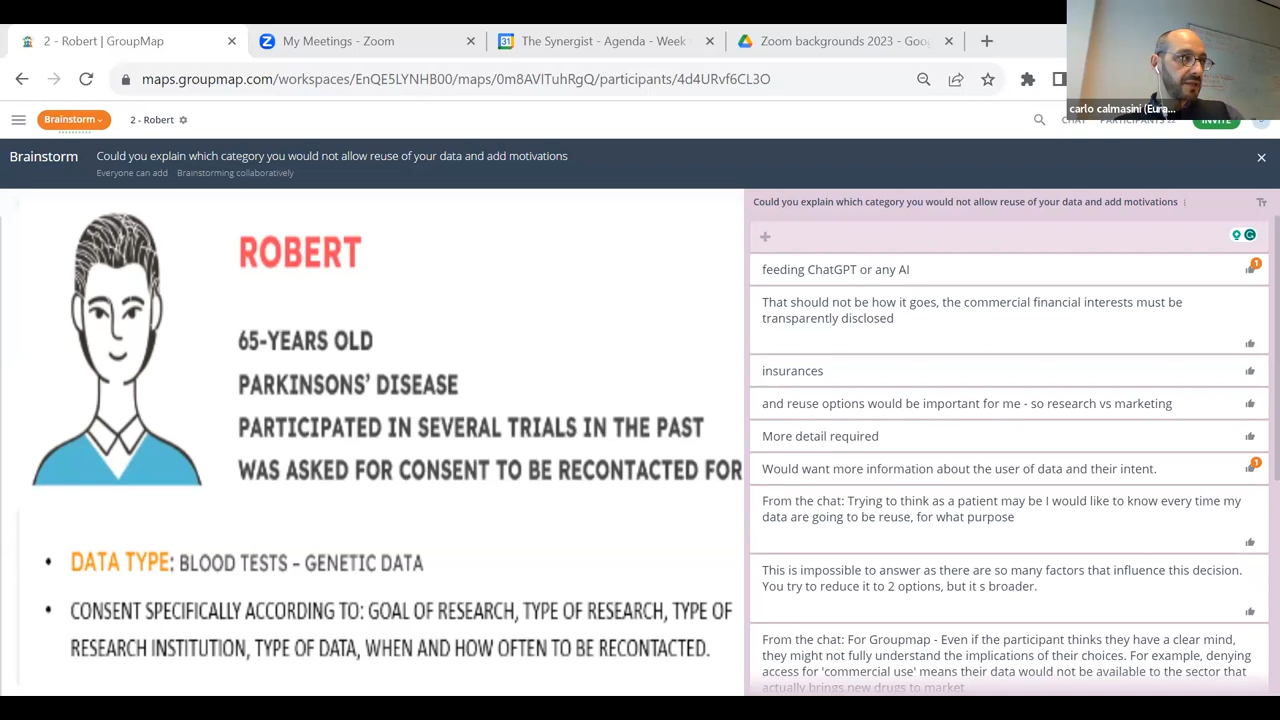 2 - Robert | GroupMap
My Meetings - Zoom
31
The Synergist - Agenda - Week
Zoom backgrounds 2023 - Goo
maps.groupmap.com/workspaces/EnQE5LYNHB00/maps/0m8AVITuhRgQ/participants/4d4URvf6CL3O
carlo calmasini (Eura...
Brainstorm
2 - Robert
CHAT
PARTICIPANTS 22
INVITE
Brainstorm
Could you explain which category you would not allow reuse of your data and add motivations
Everyone can add Brainstorming collaboratively
ROBERT
65-YEARS OLD
PARKINSONS' DISEASE
PARTICIPATED IN SEVERAL TRIALS IN THE PAST
WAS ASKED FOR CONSENT TO BE RECONTACTED FOR
• DATA TYPE: BLOOD TESTS – GENETIC DATA
• CONSENT SPECIFICALLY ACCORDING TO: GOAL OF RESEARCH, TYPE OF RESEARCH, TYPE OF
RESEARCH INSTITUTION, TYPE OF DATA, WHEN AND HOW OFTEN TO BE RECONTACTED.
Could you explain which category you would not allow reuse of your data and add motivations
feeding ChatGPT or any AI
1
That should not be how it goes, the commercial financial interests must be
transparently disclosed
insurances
and reuse options would be important for me - so research vs marketing
More detail required
Would want more information about the user of data and their intent.
1
From the chat: Trying to think as a patient may be I would like to know every time my
data are going to be reuse, for what purpose
This is impossible to answer as there are so many factors that influence this decision.
You try to reduce it to 2 options, but it s broader.
From the chat: For Groupmap - Even if the participant thinks they have a clear mind,
they might not fully understand the implications of their choices. For example, denying
access for 'commercial use' means their data would not be available to the sector that
actually brings new drugs to market